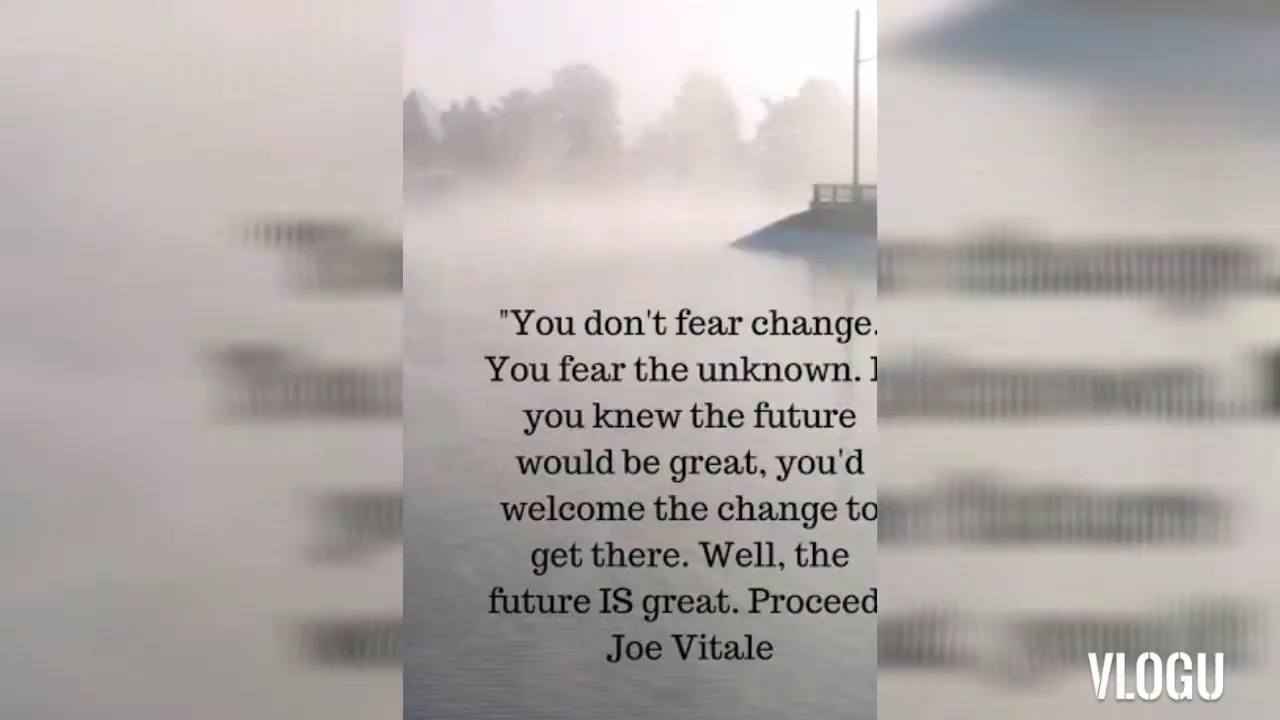 "You don't fear change.
You fear the unknown.
you knew the future
would be great, you'd
welcome the change to
get there. Well, the
future IS great. Proceed
Joe Vitale
VLOGU